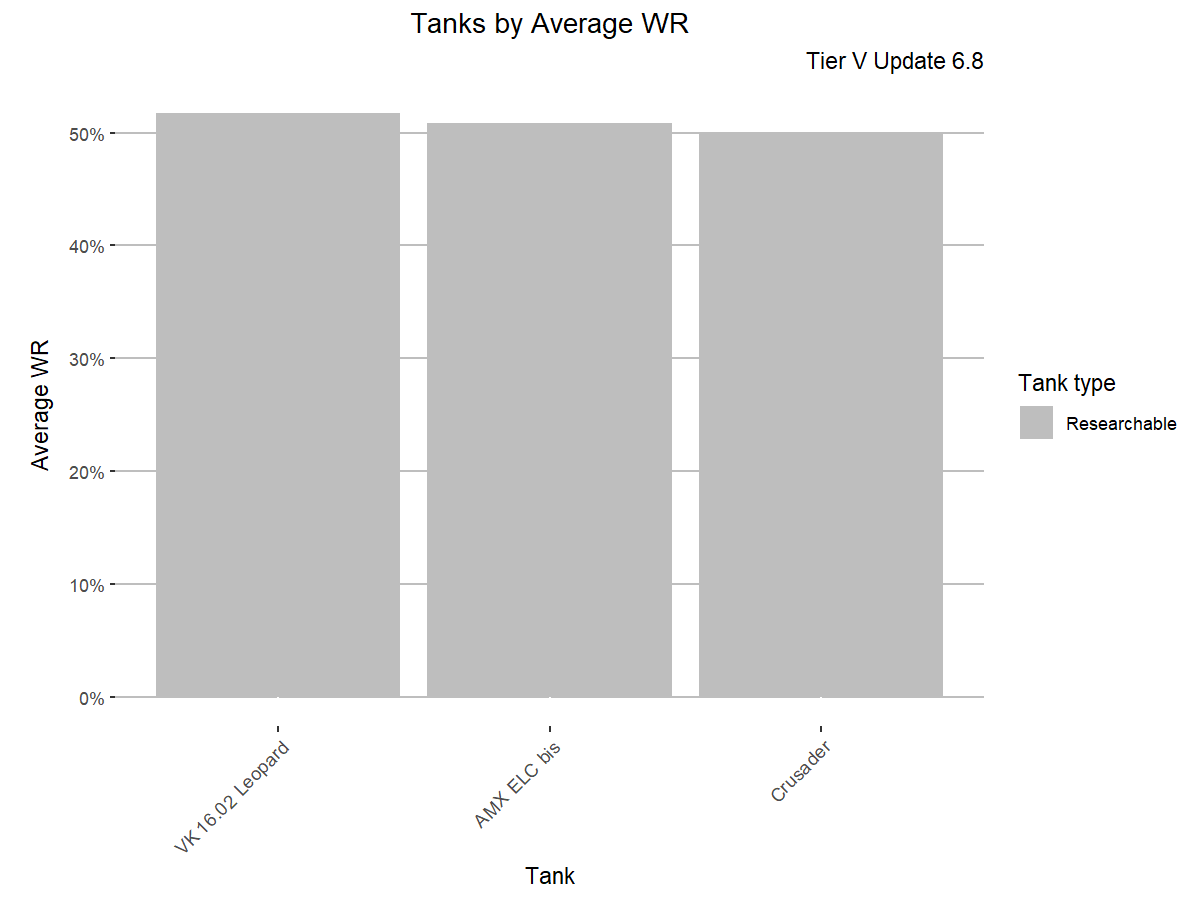 Tanks by Average WR
Tier V Update 6.8
Average WR
50%
40%
30%
20%
10%
0%
VK 16.02 Leopard
AMX ELC bis
Crusader
Tank
Tank type
Researchable